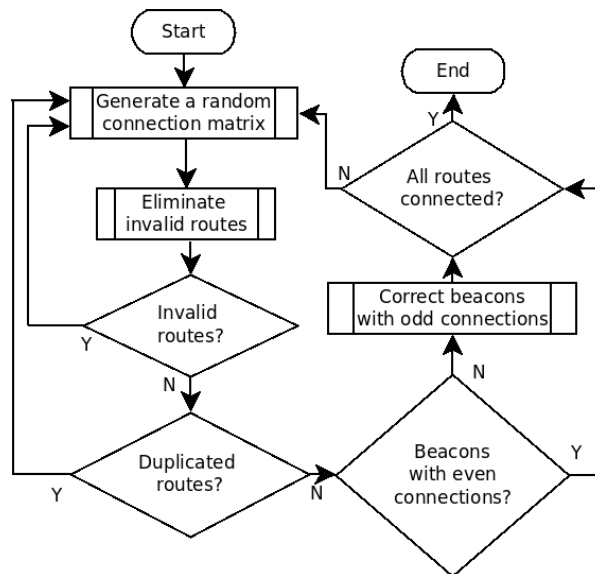 Start
Generate a random
connection matrix
Eliminate
invalid routes
Invalid
routes?
Y
N
Duplicated
routes?
Y
N
Beacons
with even
connections?
Y
N
Correct beacons
with odd connections
All routes
connected?
N
Y
End